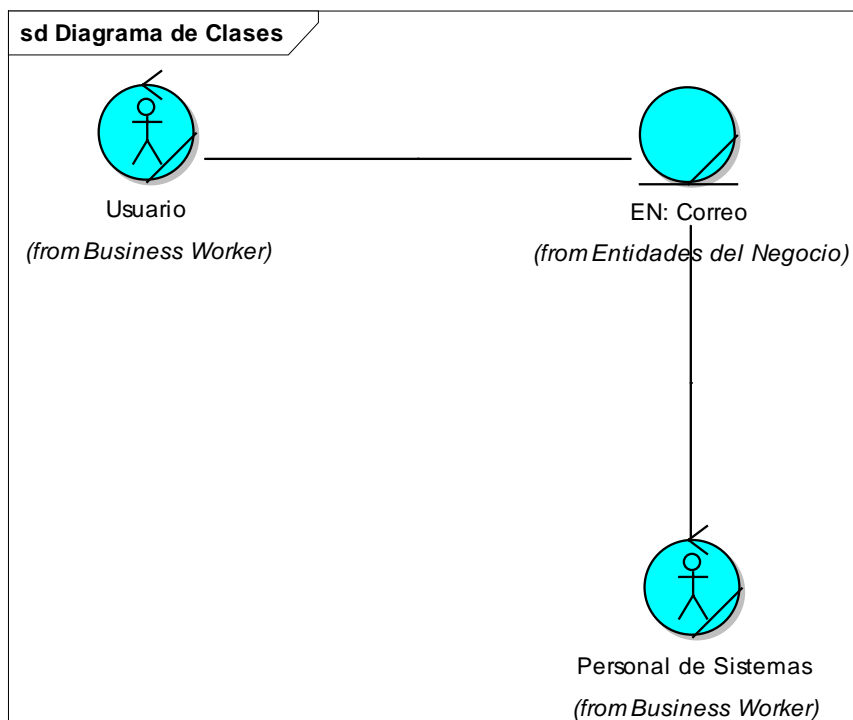 sd Diagrama de Clases
Usuario
(from Business Worker)
EN: Correo
(from Entidades del Negocio)
Personal de Sistemas
(from Business Worker)